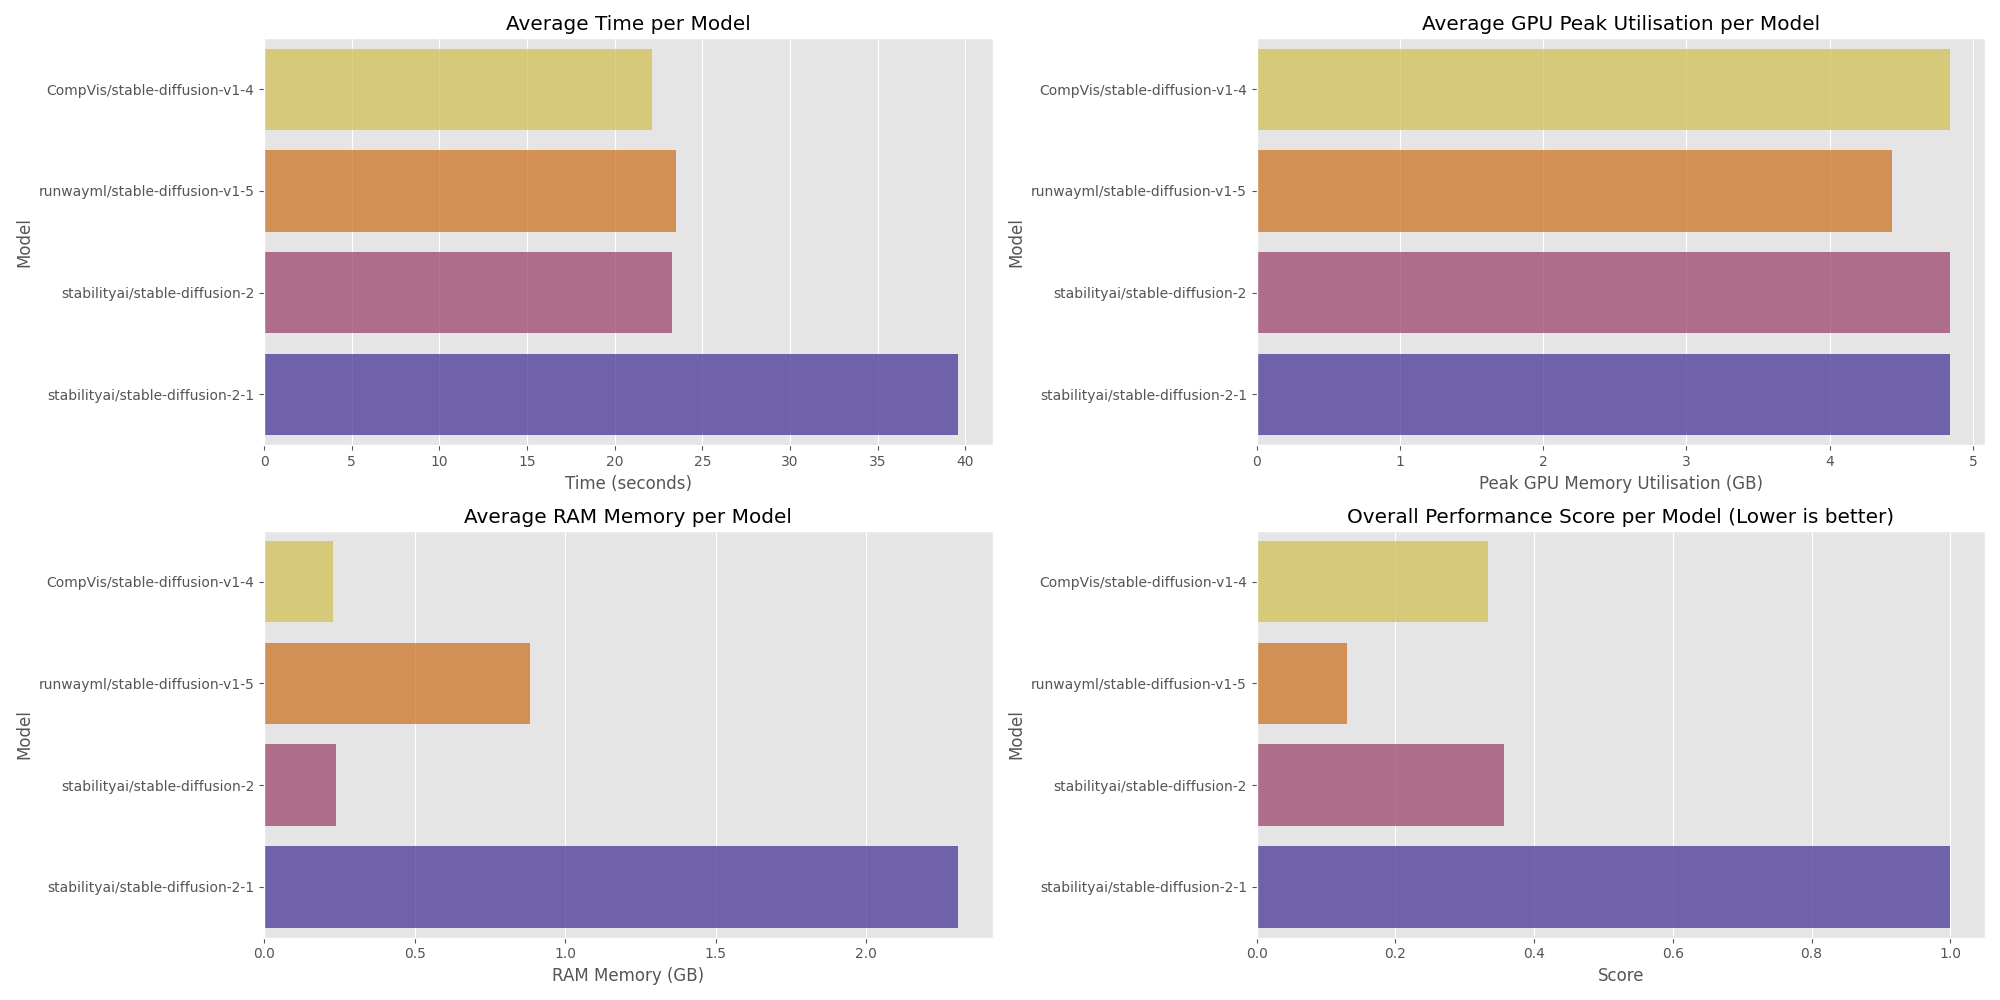 Average Time per Model
Model
CompVis/stable-diffusion-v1-4
runwayml/stable-diffusion-v1-5
stabilityai/stable-diffusion-2
stabilityai/stable-diffusion-2-1
0 5 10 15 20 25 30 35 40
Time (seconds)
Average GPU Peak Utilisation per Model
Model
CompVis/stable-diffusion-v1-4
runwayml/stable-diffusion-v1-5
stabilityai/stable-diffusion-2
stabilityai/stable-diffusion-2-1
0 1 2 3 4 5
Peak GPU Memory Utilisation (GB)
Average RAM Memory per Model
Model
CompVis/stable-diffusion-v1-4
runwayml/stable-diffusion-v1-5
stabilityai/stable-diffusion-2
stabilityai/stable-diffusion-2-1
0.0 0.5 1.0 1.5 2.0
RAM Memory (GB)
Overall Performance Score per Model (Lower is better)
Model
CompVis/stable-diffusion-v1-4
runwayml/stable-diffusion-v1-5
stabilityai/stable-diffusion-2
stabilityai/stable-diffusion-2-1
0.0 0.2 0.4 0.6 0.8 1.0
Score